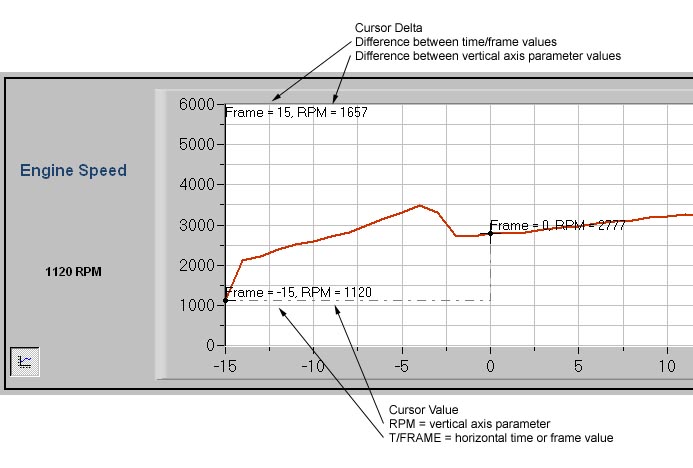 Cursor Delta
Difference between time/frame values
Difference between vertical axis parameter values
6000
Frame = 15, RPM = 1657
5000
Engine Speed
4000
3000
Frame = 0, RPM = 2777
2000
1120 RPM
Frame = -15, RPM = 1120
1000
0
-15 -10 -5 0 5 10
Cursor Value
RPM = vertical axis parameter
T/FRAME = horizontal time or frame value